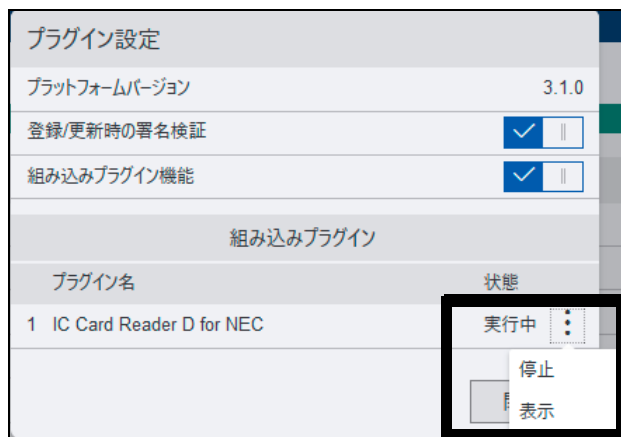 プラグイン設定
プラットフォームバージョン 3.1.0
登録/更新時の署名検証
組み込みプラグイン機能
組み込みプラグイン
プラグイン名 状態
1 IC Card Reader D for NEC 実行中
停止
表示